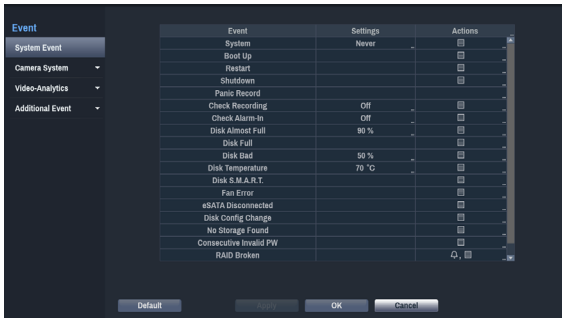 Event
System Event
Camera System
Video-Analytics
Additional Event
Event Settings Actions
System Never
Boot Up
Restart
Shutdown
Panic Record
Check Recording Off
Check Alarm-In Off
Disk Almost Full 90 %
Disk Full
Disk Bad 50 %
Disk Temperature 70 °C
Disk S.M.A.R.T.
Fan Error
eSATA Disconnected
Disk Config Change
No Storage Found
Consecutive Invalid PW
RAID Broken ,
Default Apply OK Cancel